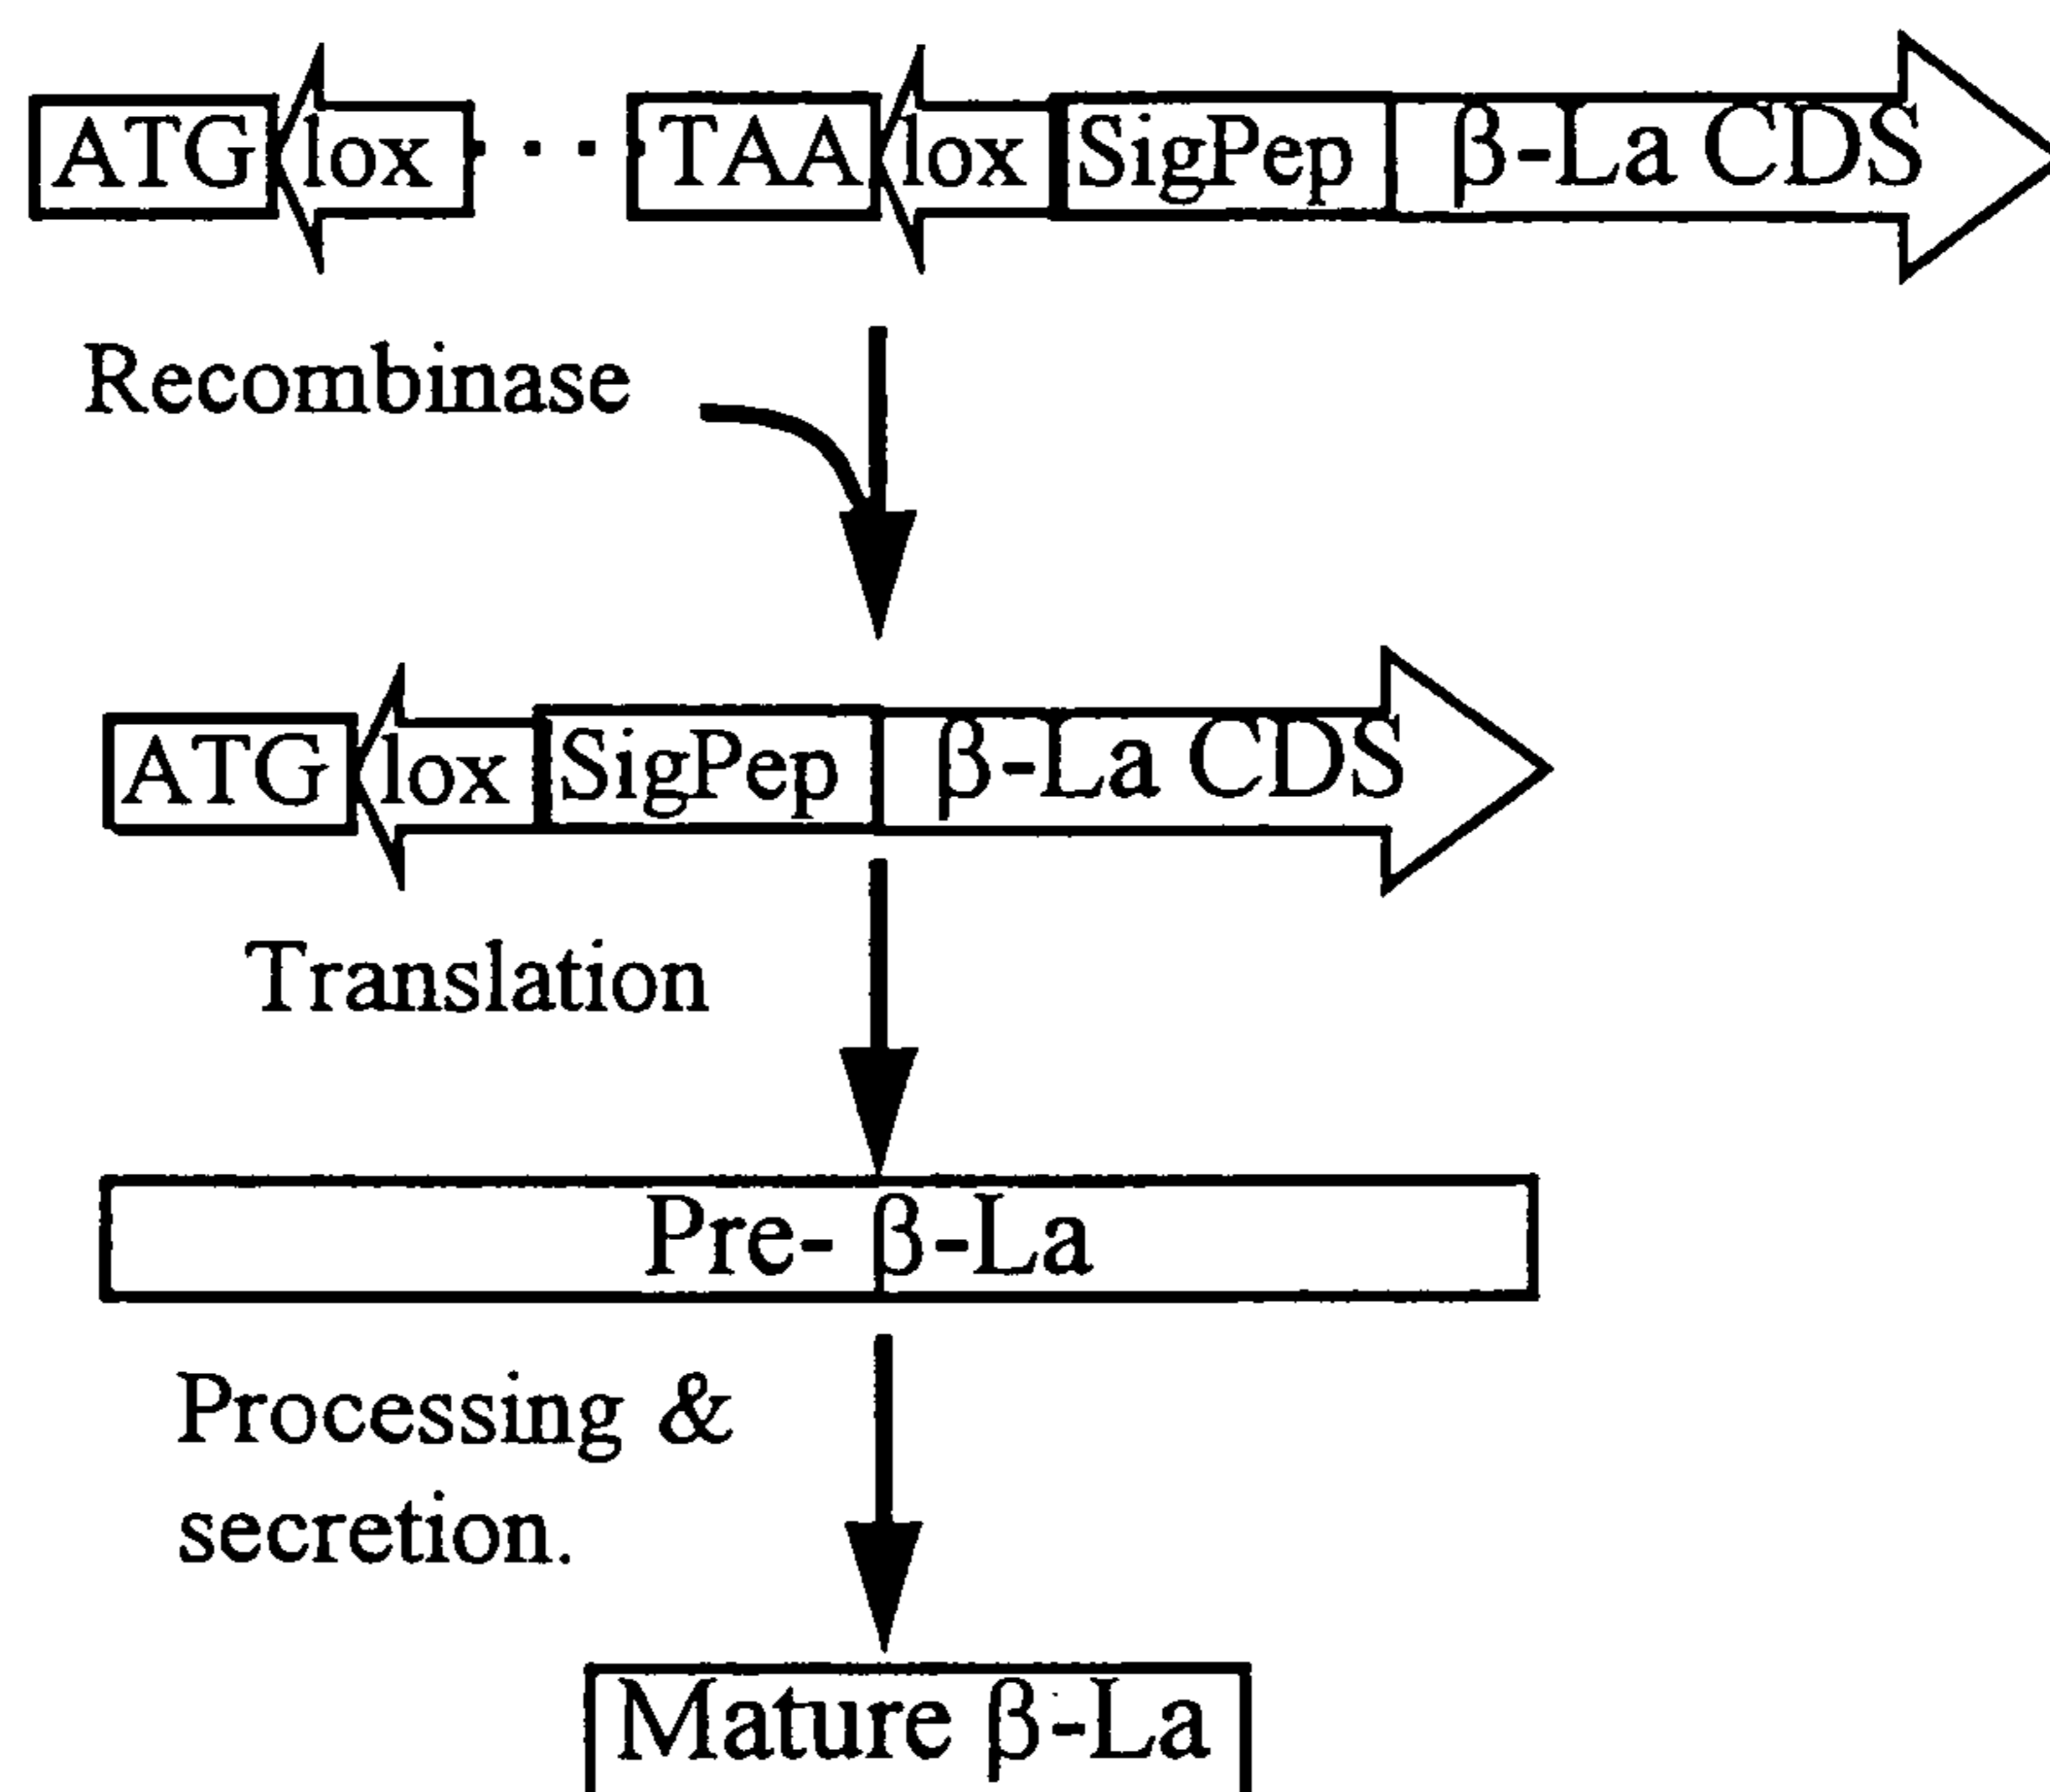 ATG lox ... TAA lox SigPep β-La CDS
Recombinase
ATG lox SigPep β-La CDS
Translation
Pre- β-La
Processing &
secretion.
Mature β-La